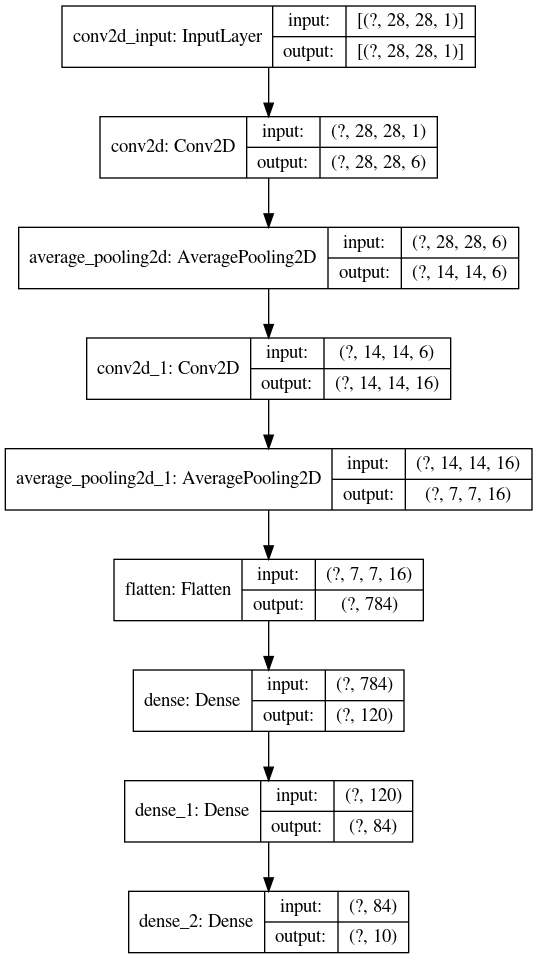 conv2d_input: InputLayer
input: [(?, 28, 28, 1)]
output: [(?, 28, 28, 1)]
conv2d: Conv2D
input: (?, 28, 28, 1)
output: (?, 28, 28, 6)
average_pooling2d: AveragePooling2D
input: (?, 28, 28, 6)
output: (?, 14, 14, 6)
conv2d_1: Conv2D
input: (?, 14, 14, 6)
output: (?, 14, 14, 16)
average_pooling2d_1: AveragePooling2D
input: (?, 14, 14, 16)
output: (?, 7, 7, 16)
flatten: Flatten
input: (?, 7, 7, 16)
output: (?, 784)
dense: Dense
input: (?, 784)
output: (?, 120)
dense_1: Dense
input: (?, 120)
output: (?, 84)
dense_2: Dense
input: (?, 84)
output: (?, 10)